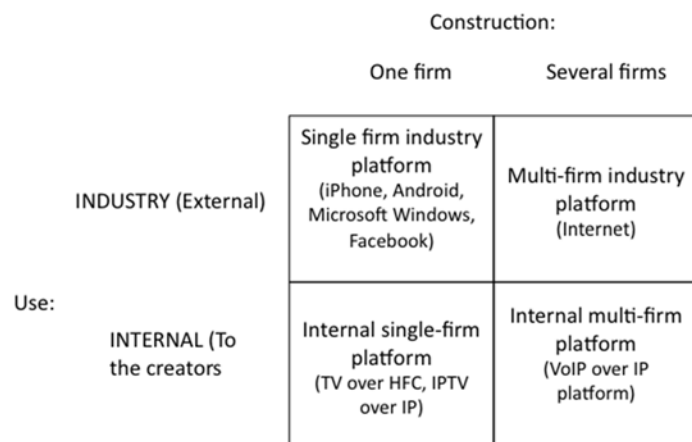 Construction:
One firm
Several firms
INDUSTRY (External)
Single firm industry
platform
(iPhone, Android,
Microsoft Windows,
Facebook)
Multi-firm industry
platform
(Internet)
Use:
INTERNAL (To
the creators
Internal single-firm
platform
(TV over HFC, IPTV
over IP)
Internal multi-firm
platform
(VoIP over IP
platform)